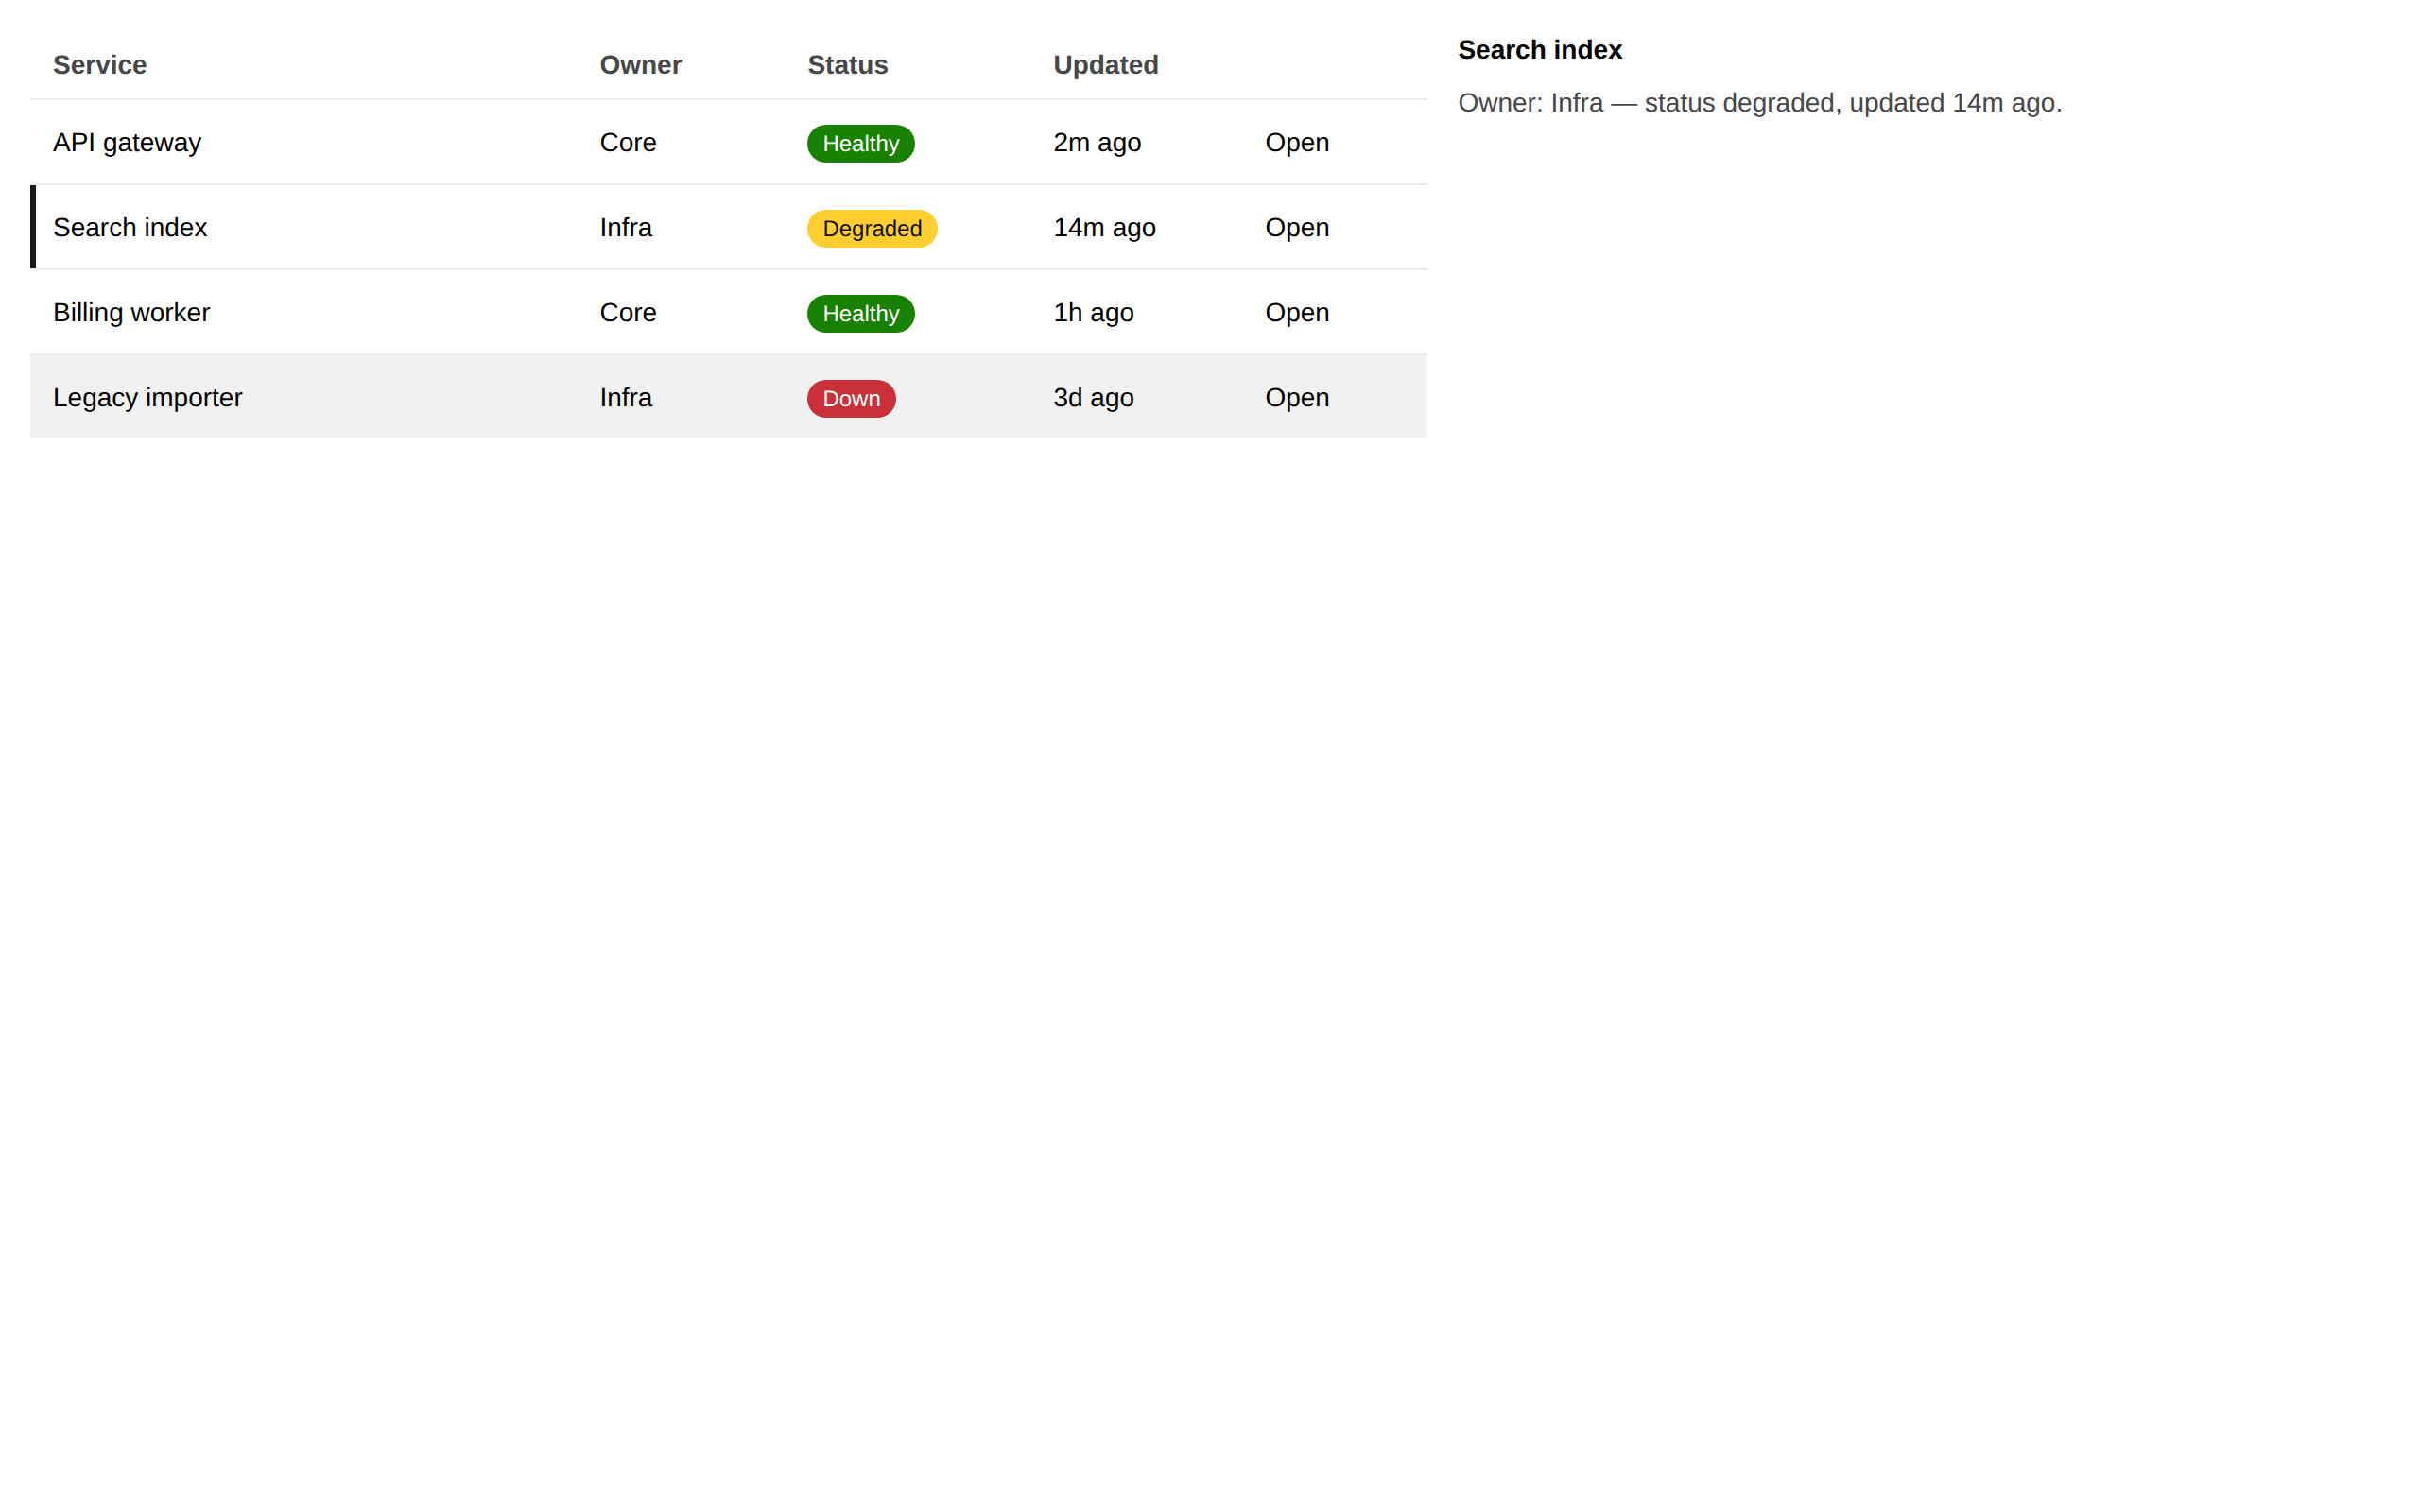 Service Owner Status Updated
API gateway Core Healthy 2m ago Open
Search index Infra Degraded 14m ago Open
Billing worker Core Healthy 1h ago Open
Legacy importer Infra Down 3d ago Open
Search index
Owner: Infra — status degraded, updated 14m ago.